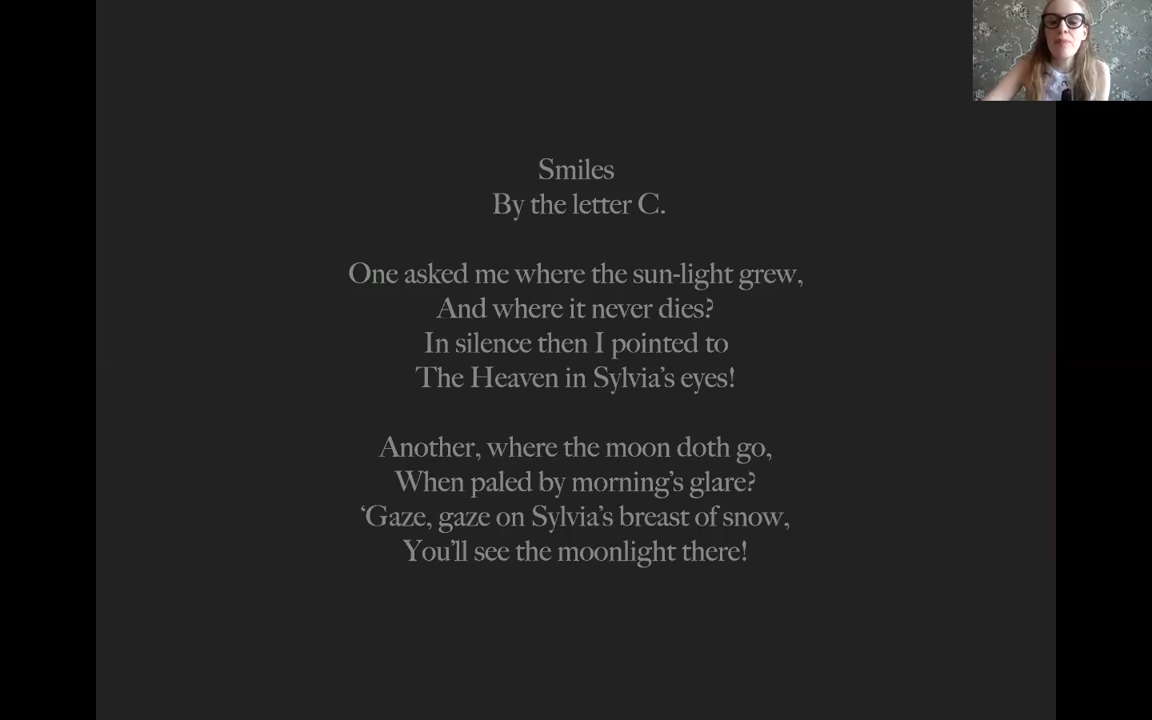 Smiles
By the letter C.
One asked me where the sun-light grew,
And where it never dies?
In silence then I pointed to
The Heaven in Sylvia’s eyes!
Another, where the moon doth go,
When paled by morning’s glare?
‘Gaze, gaze on Sylvia’s breast of snow,
You’ll see the moonlight there!